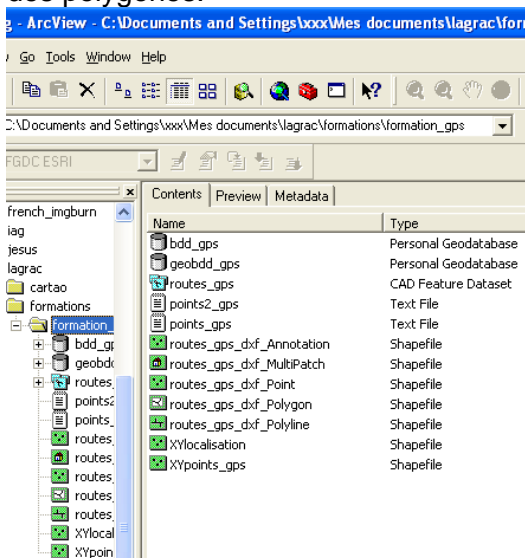 des polygones.
g - ArcView - C:\Documents and Settings\xxx\Mes documents\lagrac\for
Go Tools Window Help
C:\Documents and Settings\xxx\Mes documents\lagrac\formations\formation_gps
FGDC ESRI
french_imgburn
iag
jesus
lagrac
cartao
formations
formation_
bdd_gp
geobdd
routes_
points2
points_
routes_
routes_
routes_
routes_
routes_
XYlocal
XYpoin
Contents Preview Metadata
Name Type
bdd_gps Personal Geodatabase
geobdd_gps Personal Geodatabase
routes_gps CAD Feature Dataset
points2_gps Text File
points_gps Text File
routes_gps_dxf_Annotation Shapefile
routes_gps_dxf_MultiPatch Shapefile
routes_gps_dxf_Point Shapefile
routes_gps_dxf_Polygon Shapefile
routes_gps_dxf_Polyline Shapefile
XYlocalisation Shapefile
XYpoints_gps Shapefile